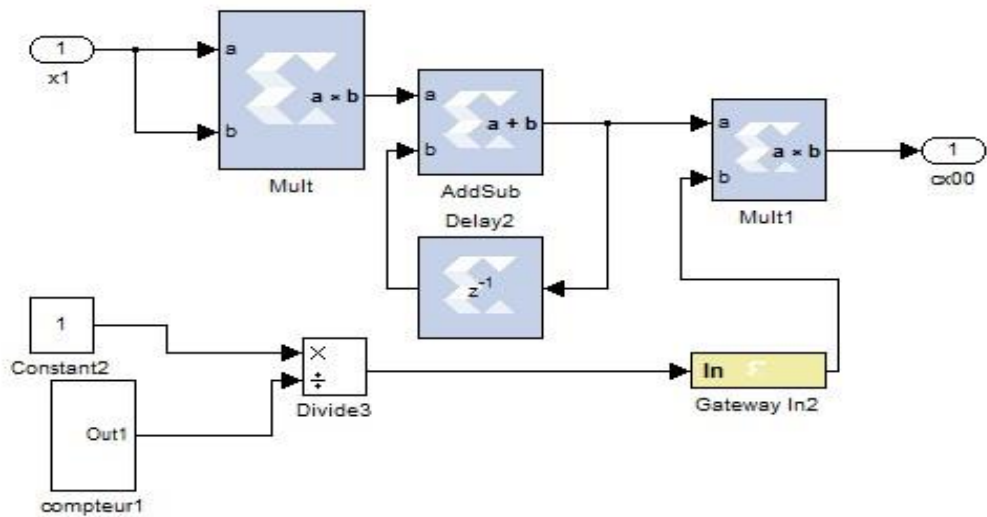 1
x1
a
b
a × b
Mult
a
b
a + b
AddSub
Delay2
z-1
a
b
a × b
Mult1
1
cx00
1
Constant2
Out1
compteur1
×
÷
Divide3
In
Gateway In2